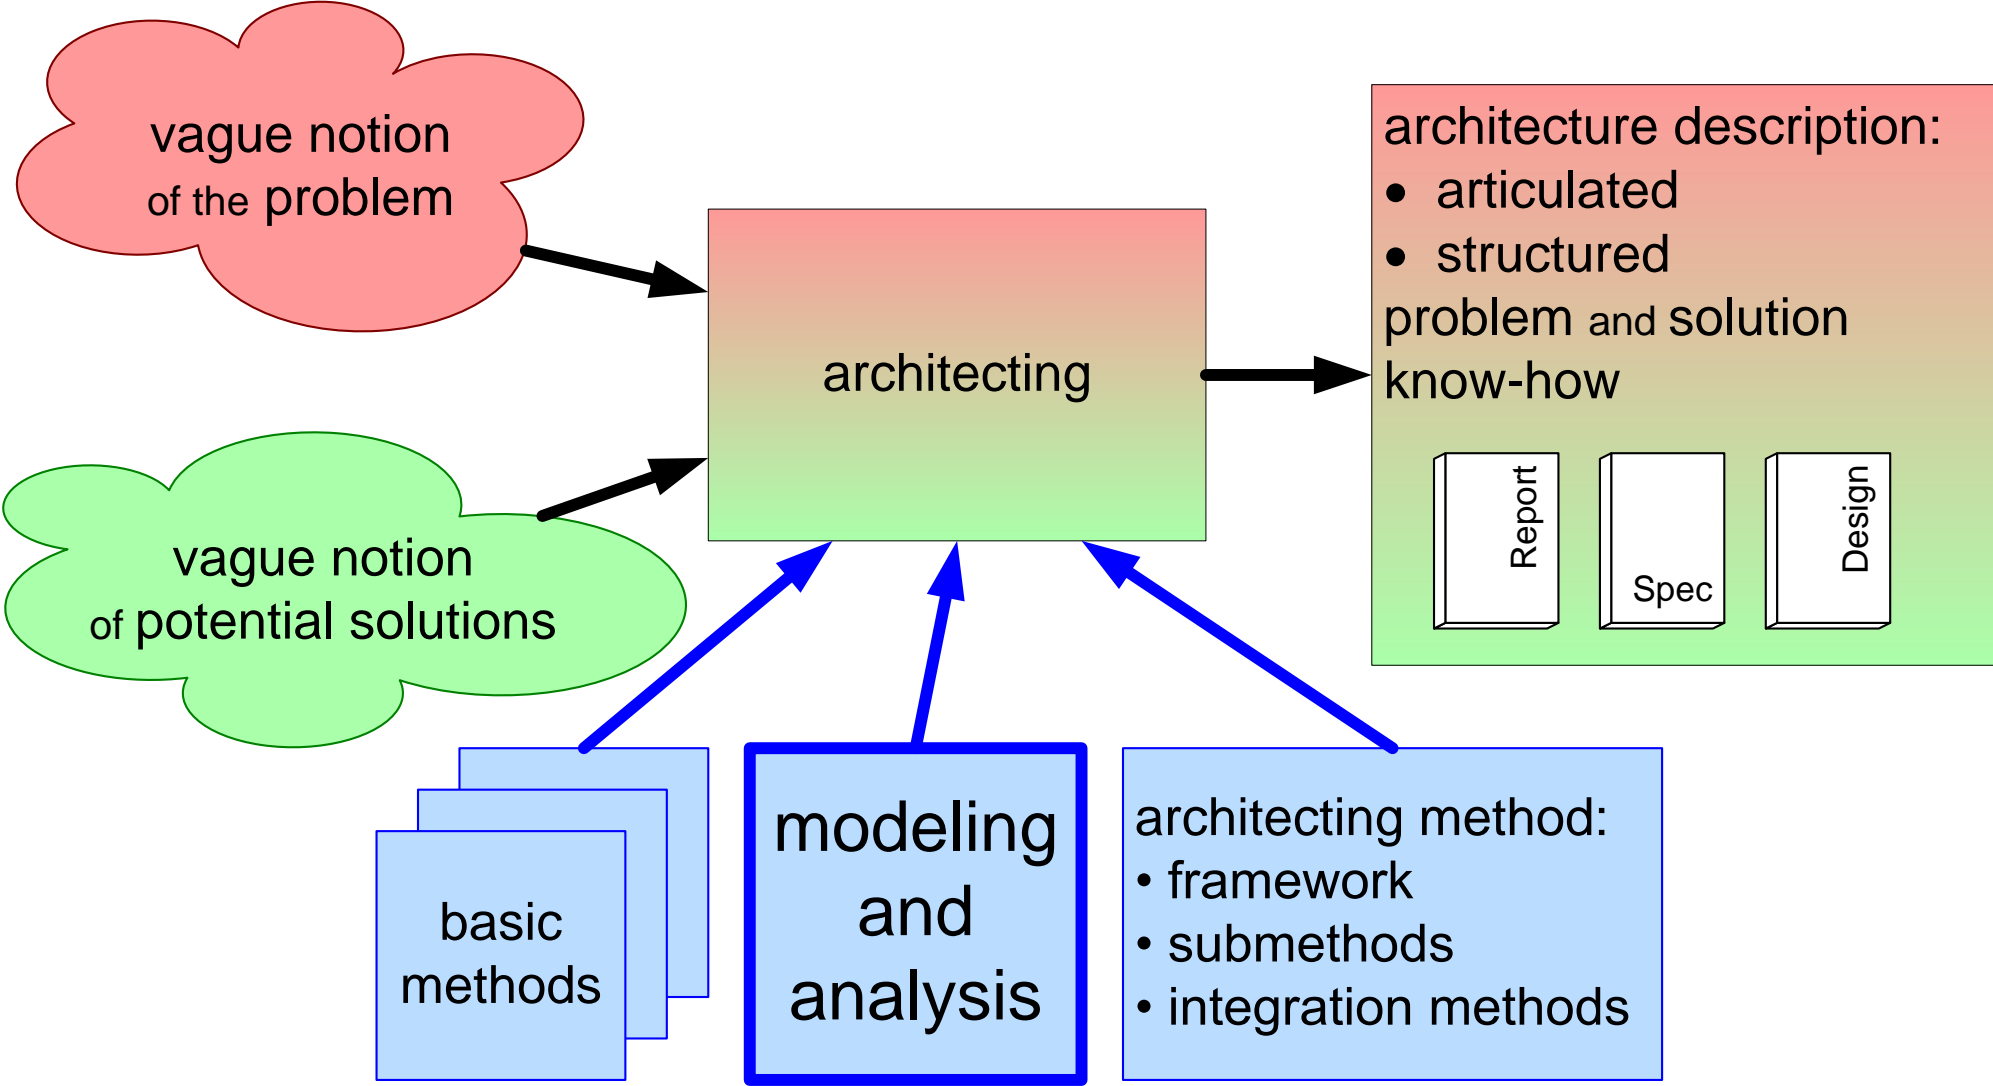 vague notion
of the problem
vague notion
of potential solutions
architecting
architecture description:
• articulated
• structured
problem and solution
know-how
Report
Spec
Design
basic
methods
modeling
and
analysis
architecting method:
• framework
• submethods
• integration methods